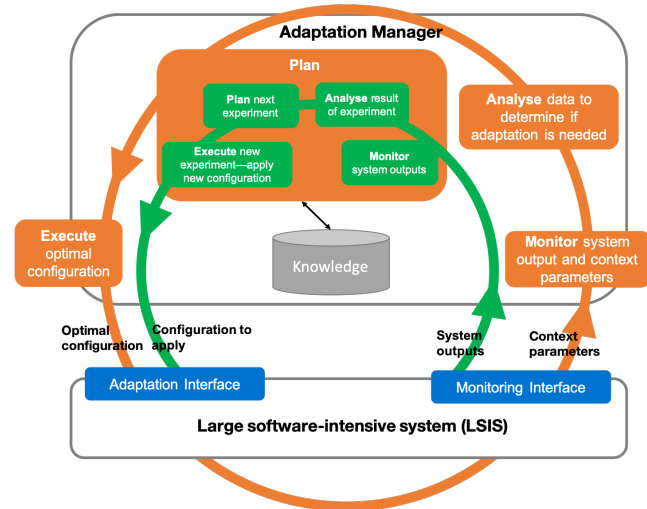 Adaptation Manager
Plan
Plan next
experiment
Analyse result
of experiment
Execute new
experiment—apply
new configuration
Monitor
system outputs
Analyse data to
determine if
adaptation is needed
Execute
optimal
configuration
Knowledge
Monitor system
output and context
parameters
Optimal
configuration
Configuration to
apply
System
outputs
Context
parameters
Adaptation Interface
Monitoring Interface
Large software-intensive system (LSIS)